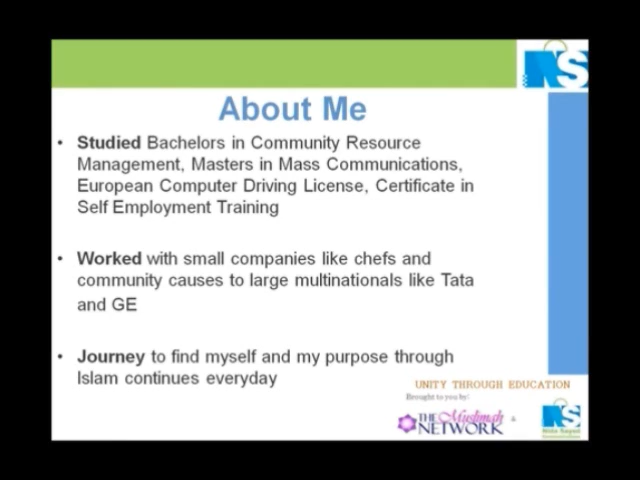 NS
About Me
• Studied Bachelors in Community Resource
Management, Masters in Mass Communications,
European Computer Driving License, Certificate in
Self Employment Training
• Worked with small companies like chefs and
community causes to large multinationals like Tata
and GE
• Journey to find myself and my purpose through
Islam continues everyday
UNITY THROUGH EDUCATION
Brought to you by:
THE Muslimah
NETWORK
&
NS